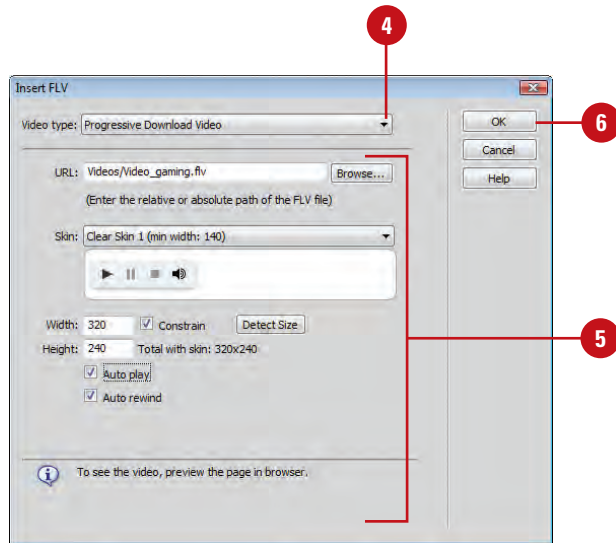 4
Insert FLV
Video type: Progressive Download Video
OK
6
Cancel
Help
URL: Videos/Video_gaming.flv Browse...
(Enter the relative or absolute path of the FLV file)
Skin: Clear Skin 1 (min width: 140)
Width: 320 Constrain Detect Size
5
Height: 240 Total with skin: 320x240
Auto play
Auto rewind
To see the video, preview the page in browser.